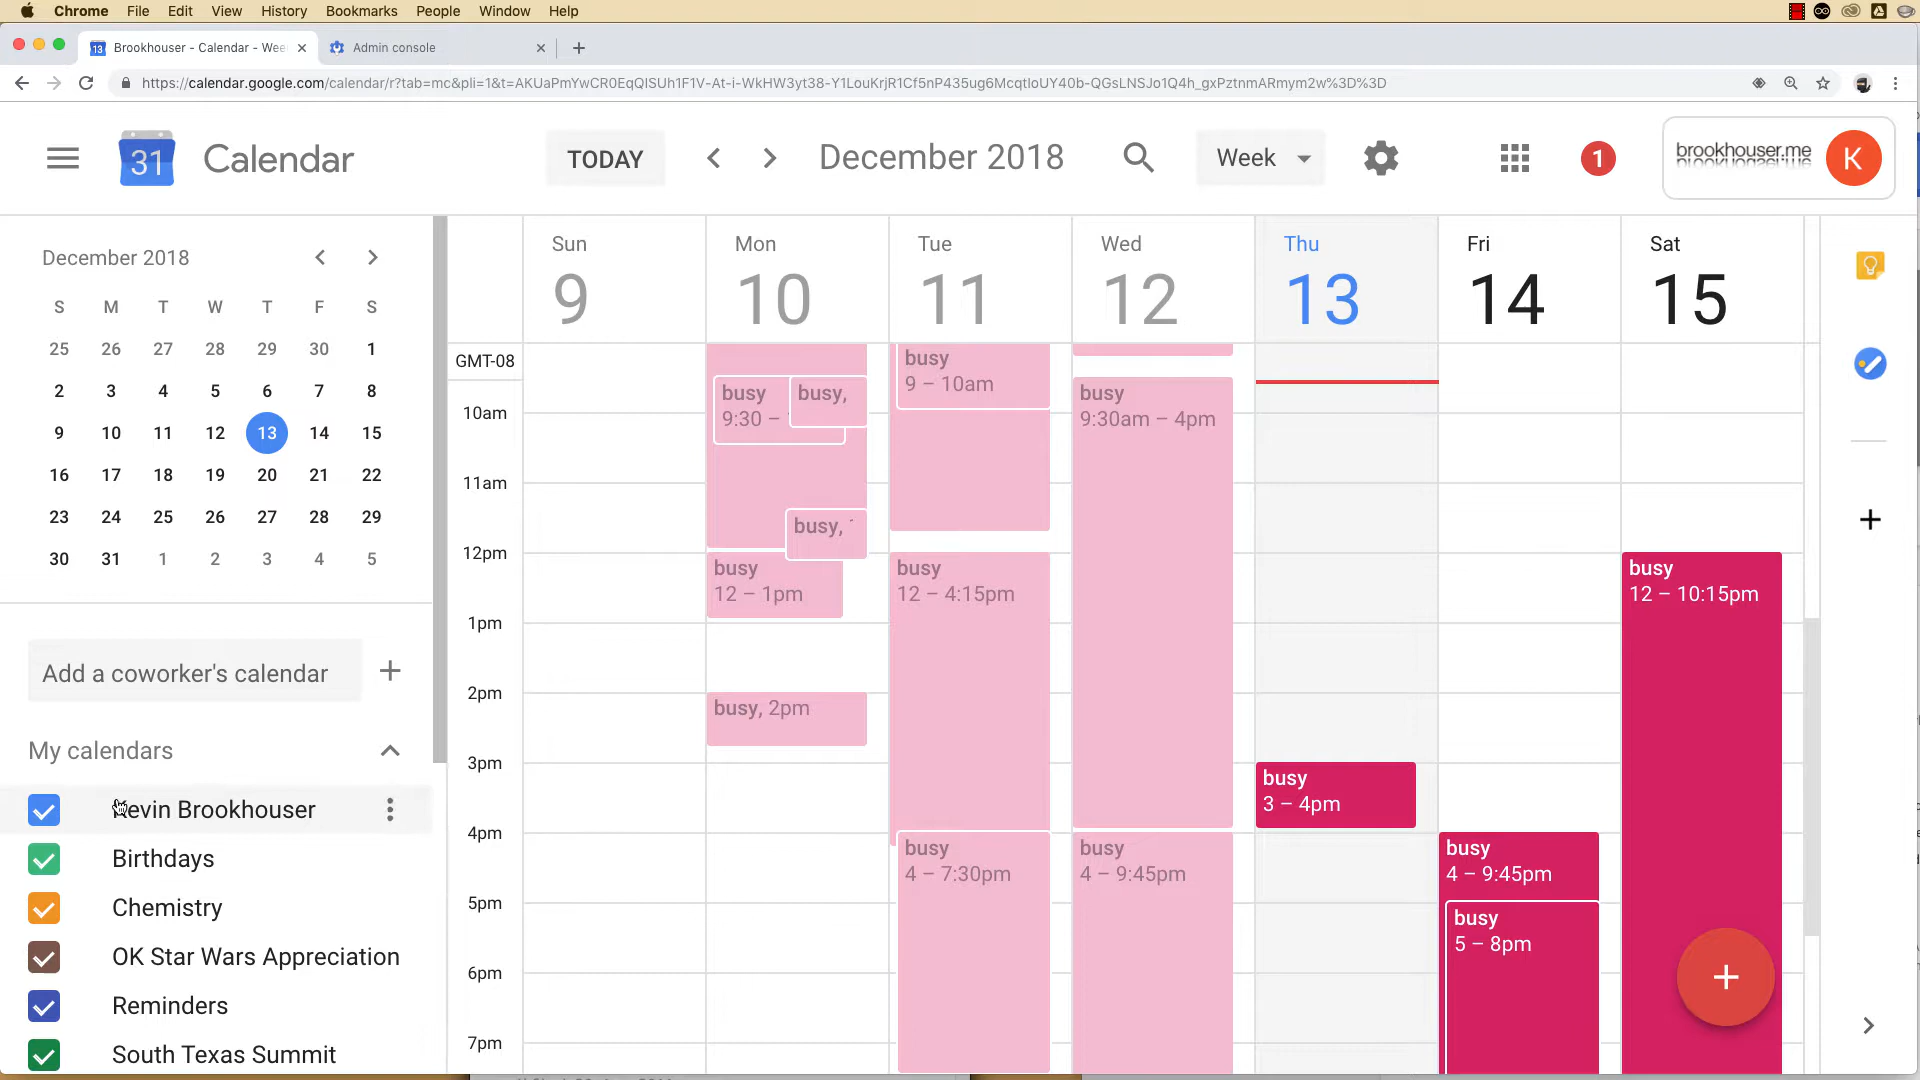 Chrome File Edit View History Bookmarks People Window Help
Brookhouser - Calendar - Wee
Admin console
https://calendar.google.com/calendar/r?tab=mc&pli=1&t=AKUaPmYwCR0EqQISUh1F1V-At-i-WkHW3yt38-Y1LouKrjR1Cf5nP435ug6McqtIoUY40b-QGsLNSJo1Q4h_gxPztnmARmym2w%3D%3D
31 Calendar TODAY December 2018 Week 1 brookhouser.me K
December 2018
S M T W T F S
25 26 27 28 29 30 1
2 3 4 5 6 7 8
9 10 11 12 13 14 15
16 17 18 19 20 21 22
23 24 25 26 27 28 29
30 31 1 2 3 4 5
Add a coworker's calendar
My calendars
Kevin Brookhouser
Birthdays
Chemistry
OK Star Wars Appreciation
Reminders
South Texas Summit
Sun Mon Tue Wed Thu Fri Sat
9 10 11 12 13 14 15
GMT-08
10am
11am
12pm
1pm
2pm
3pm
4pm
5pm
6pm
7pm
busy
9:30 –
busy,
busy,
busy
12 – 1pm
busy, 2pm
busy
9 – 10am
busy
12 – 4:15pm
busy
4 – 7:30pm
busy
9:30am – 4pm
busy
4 – 9:45pm
busy
3 – 4pm
busy
4 – 9:45pm
busy
5 – 8pm
busy
12 – 10:15pm